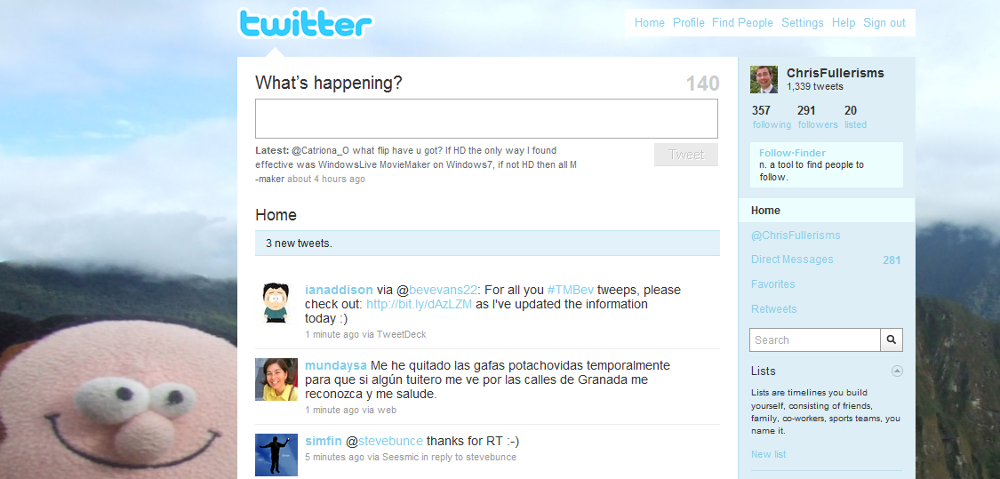 twitter
Home Profile Find People Settings Help Sign out
What's happening?
140
Latest: @Catriona_O what flip have u got? If HD the only way I found
effective was WindowsLive MovieMaker on Windows7, if not HD then all M
-maker about 4 hours ago
Tweet
Home
3 new tweets.
ianaddison via @bevevans22: For all you #TMBev tweeps, please
check out: http://bit.ly/dAzLZM as I've updated the information
today :)
1 minute ago via TweetDeck
mundaysa Me he quitado las gafas potachovidas temporalmente
para que si algún tuitero me ve por las calles de Granada me
reconozca y me salude.
1 minute ago via web
simfin @stevebunce thanks for RT :-)
5 minutes ago via Seesmic in reply to stevebunce
ChrisFullerisms
1,339 tweets
357 291 20
following followers listed
Follow·Finder
n. a tool to find people to
follow.
Home
@ChrisFullerisms
Direct Messages 281
Favorites
Retweets
Search
Lists
Lists are timelines you build
yourself, consisting of friends,
family, co-workers, sports teams, you
name it.
New list